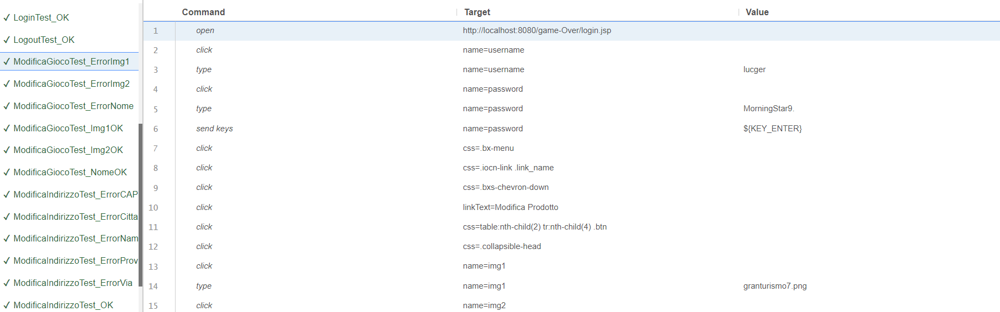 LoginTest_OK
LogoutTest_OK
ModificaGiocoTest_ErrorImg1
ModificaGiocoTest_ErrorImg2
ModificaGiocoTest_ErrorNome
ModificaGiocoTest_Img1OK
ModificaGiocoTest_Img2OK
ModificaGiocoTest_NomeOK
ModificaIndirizzoTest_ErrorCAP
ModificaIndirizzoTest_ErrorCitta
ModificaIndirizzoTest_ErrorNam
ModificaIndirizzoTest_ErrorProv
ModificaIndirizzoTest_ErrorVia
ModificaIndirizzoTest_OK
Command Target Value
1 open http://localhost:8080/game-Over/login.jsp
2 click name=username
3 type name=username lucger
4 click name=password
5 type name=password MorningStar9.
6 send keys name=password ${KEY_ENTER}
7 click css=.bx-menu
8 click css=.iocn-link .link_name
9 click css=.bxs-chevron-down
10 click linkText=Modifica Prodotto
11 click css=table:nth-child(2) tr:nth-child(4) .btn
12 click css=.collapsible-head
13 click name=img1
14 type name=img1 granturismo7.png
15 click name=img2